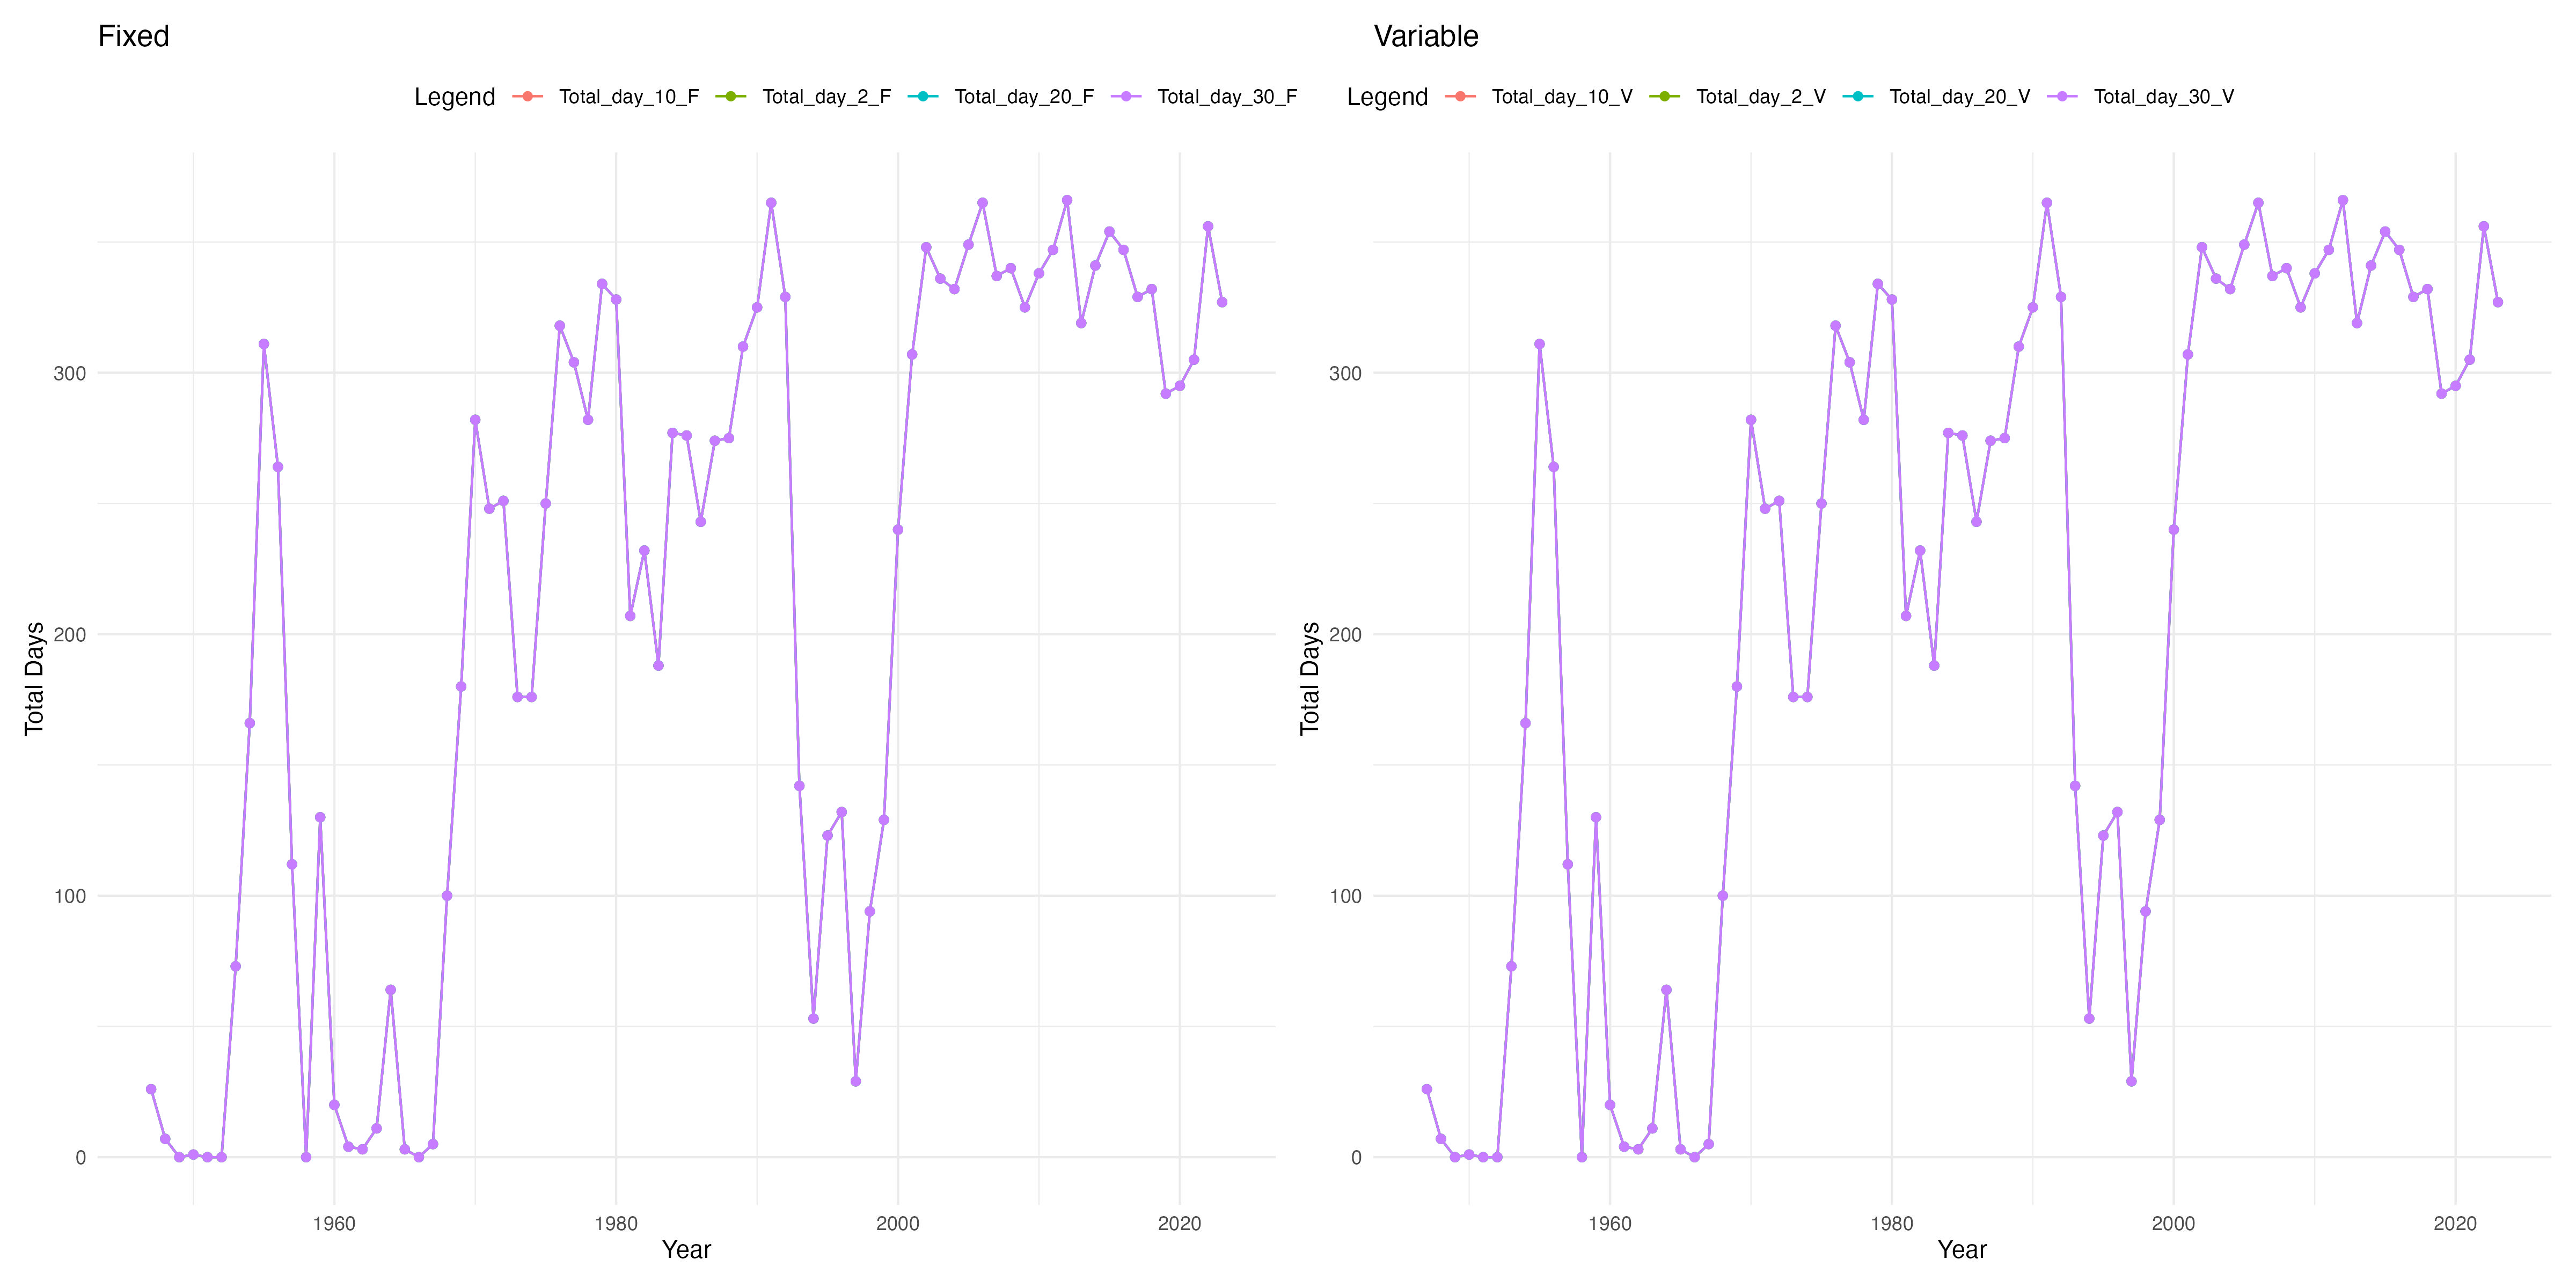 Fixed
Legend Total_day_10_F Total_day_2_F Total_day_20_F Total_day_30_F
300
200
100
0
Total Days
1960 1980 2000 2020
Year
Variable
Legend Total_day_10_V Total_day_2_V Total_day_20_V Total_day_30_V
300
200
100
0
Total Days
1960 1980 2000 2020
Year